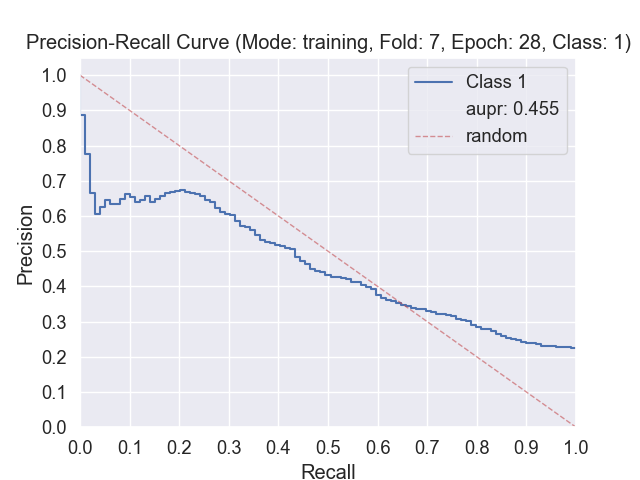 Precision-Recall Curve (Mode: training, Fold: 7, Epoch: 28, Class: 1)
Class 1
aupr: 0.455
random
Precision
1.0
0.9
0.8
0.7
0.6
0.5
0.4
0.3
0.2
0.1
0.0
0.0 0.1 0.2 0.3 0.4 0.5 0.6 0.7 0.8 0.9 1.0
Recall